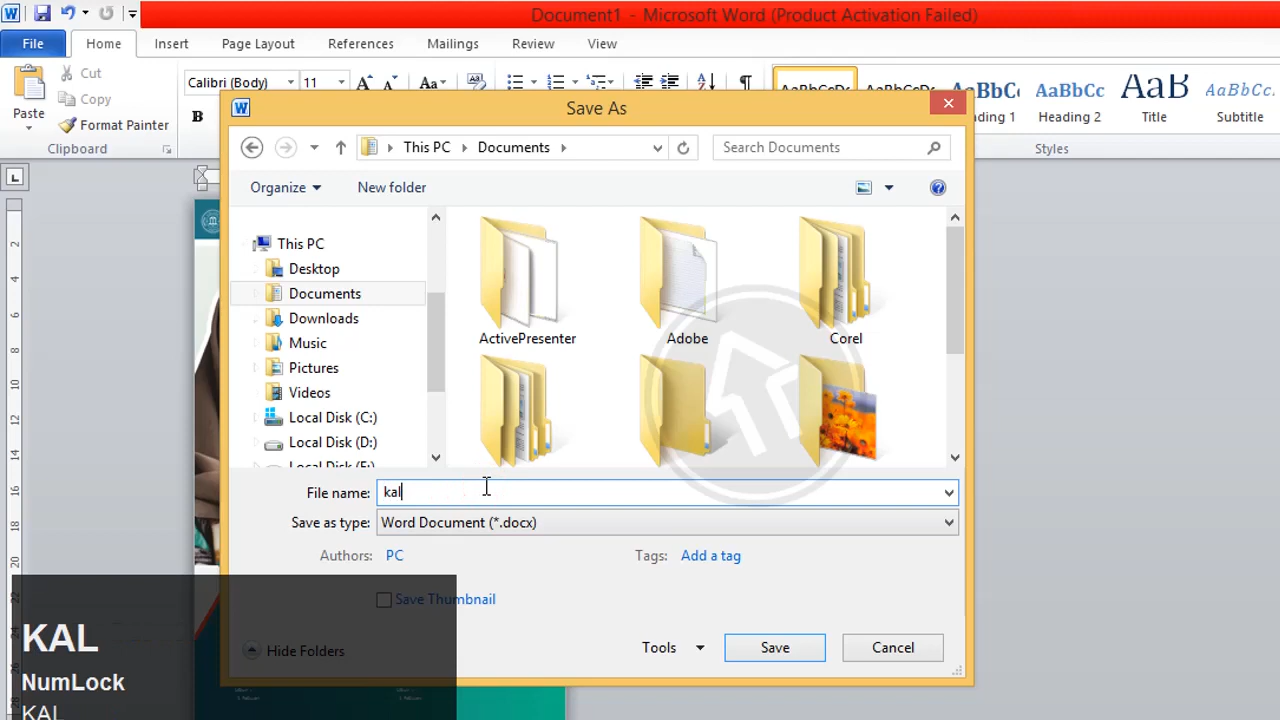 Document1 - Microsoft Word (Product Activation Failed)
File Home Insert Page Layout References Mailings Review View
Cut
Copy
Paste
Format Painter
Clipboard
Calibri (Body) 11
B
AaBbCc AaBbCc AaB AaBbCc.
Heading 2 Title Subtitle
Styles
Save As
This PC Documents
Search Documents
Organize New folder
This PC
Desktop
Documents
Downloads
Music
Pictures
Videos
Local Disk (C:)
Local Disk (D:)
ActivePresenter Adobe Corel
File name: kal
Save as type: Word Document (*.docx)
Authors: PC Tags: Add a tag
Save Thumbnail
Hide Folders
Tools Save Cancel
KAL
NumLock
KAL